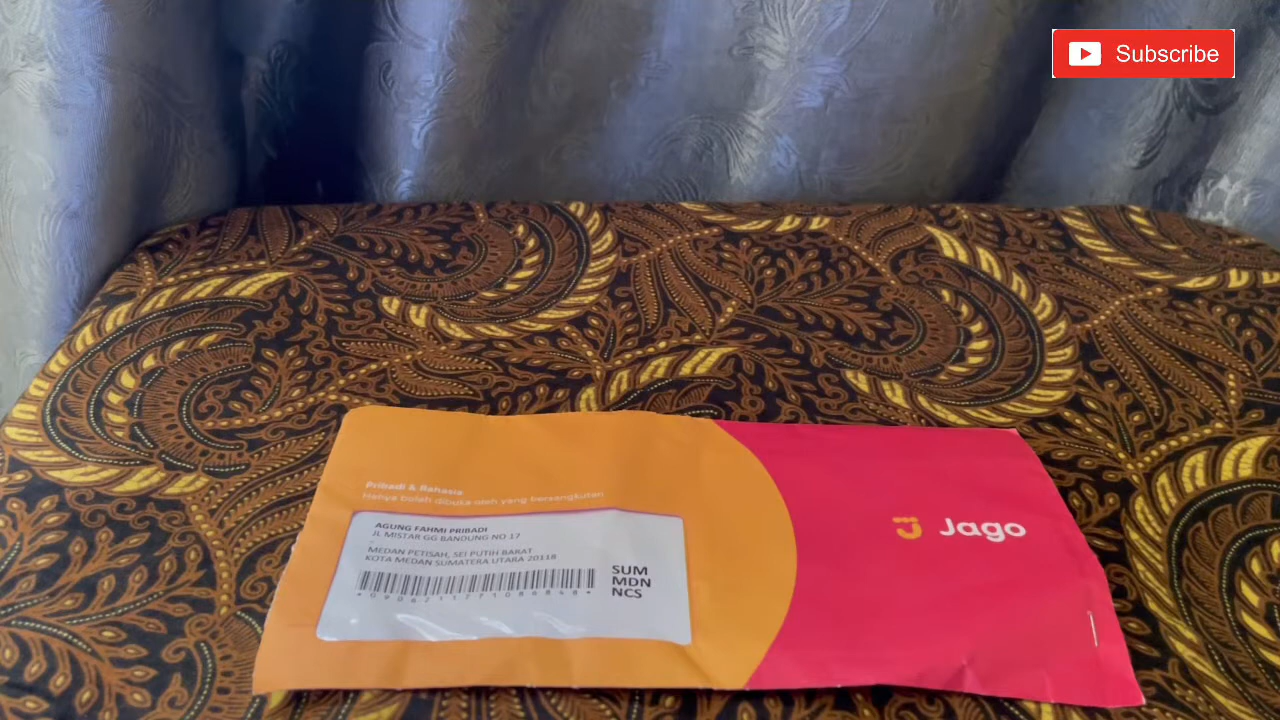 Subscribe
Pribadi & Rahasia
Hanya boleh dibuka oleh yang bersangkutan
AGUNG FAHMI PRIBADI
JL MISTAR GG BANDUNG NO 17
-
MEDAN PETISAH, SEI PUTIH BARAT
KOTA MEDAN SUMATERA UTARA 20118
SUM
MDN
NCS
Jago